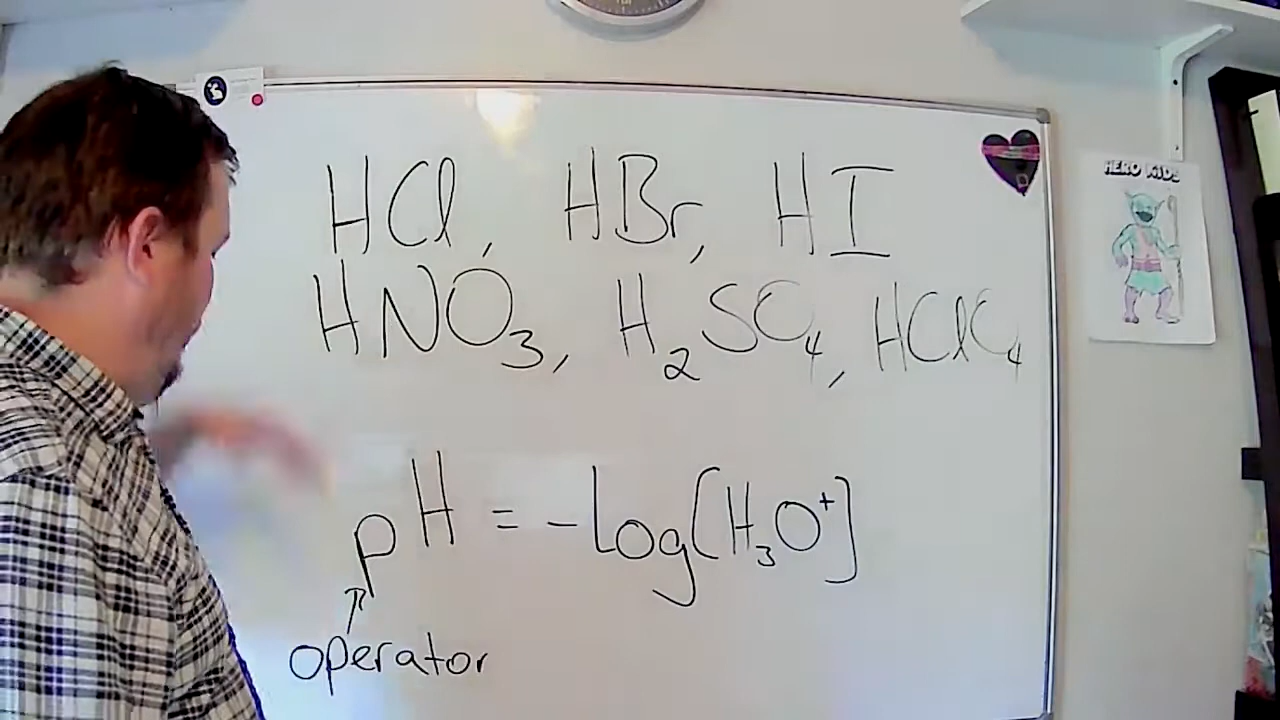 HCl, HBr, HI
HNO₃, H₂SO₄, HClO₄
pH = -log[H₃O⁺]
↑
operator
HERO KIDS